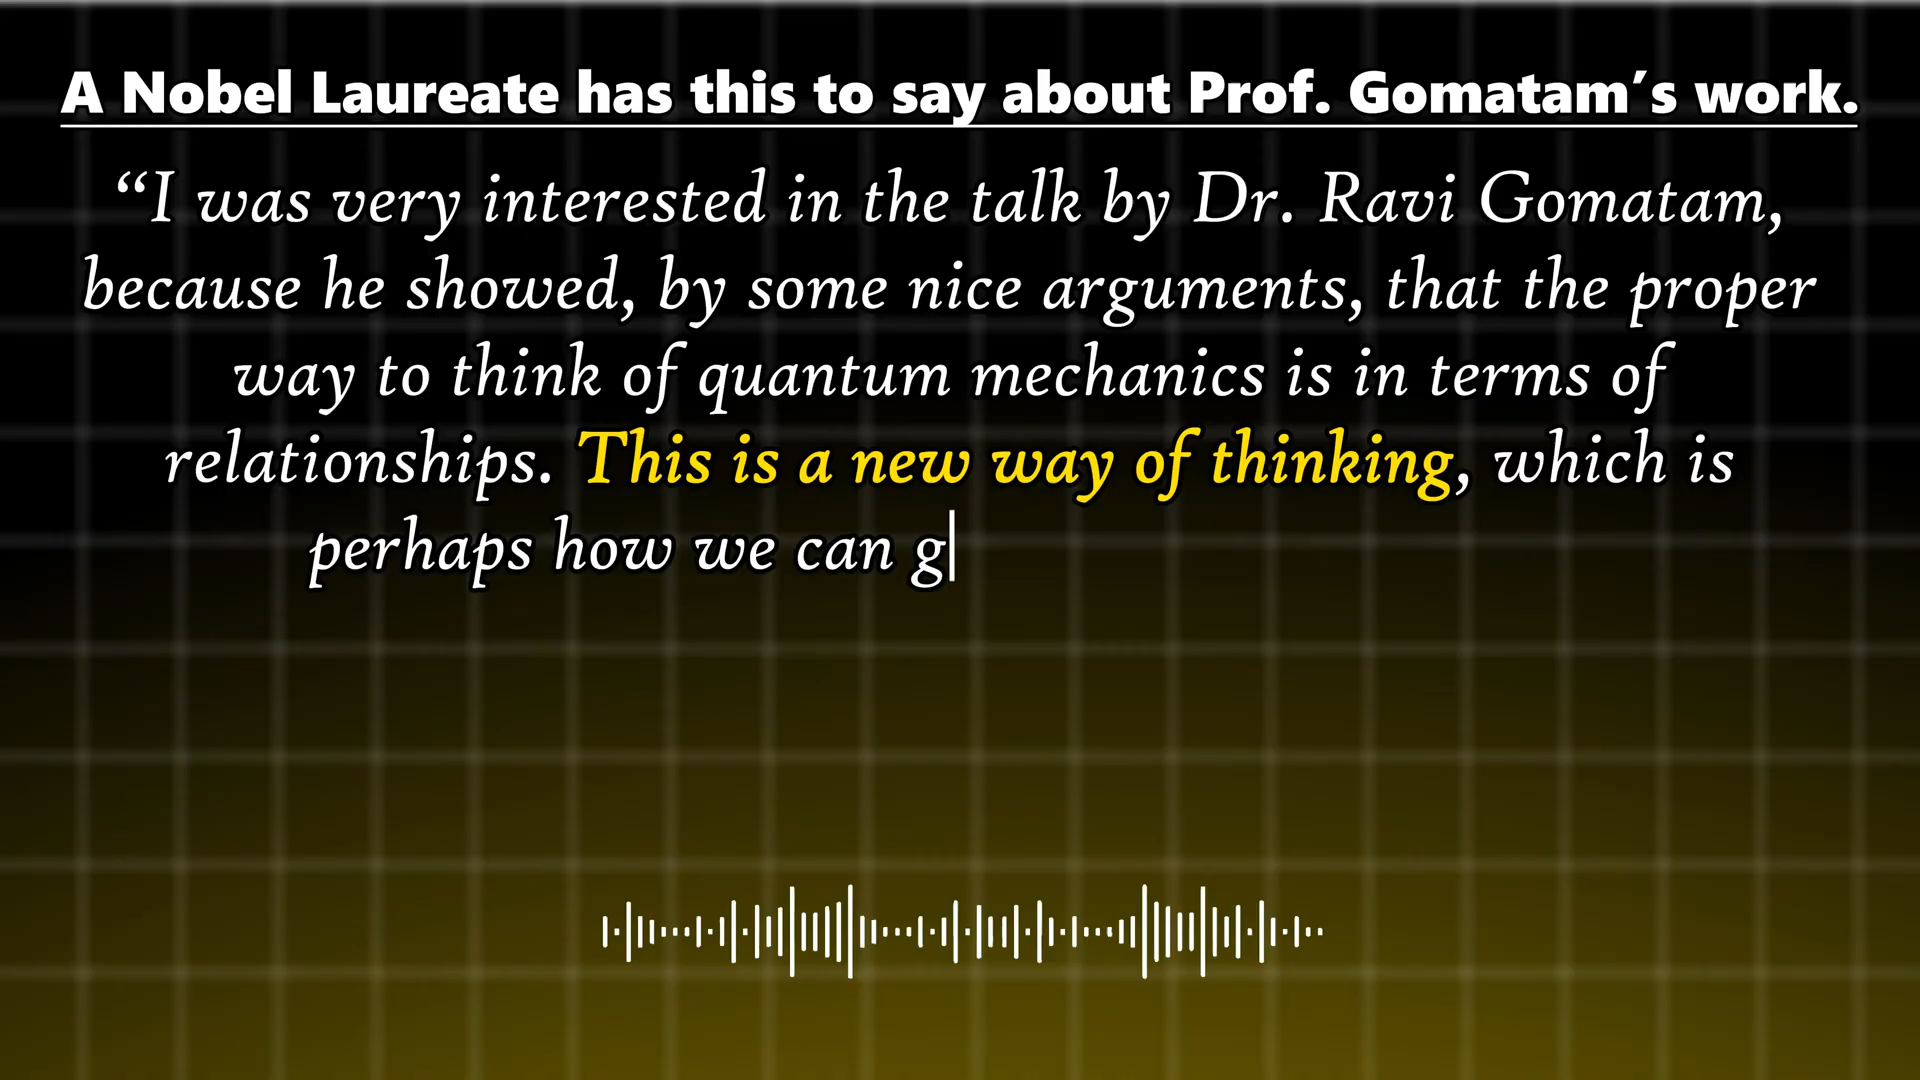 A Nobel Laureate has this to say about Prof. Gomatam’s work.
“I was very interested in the talk by Dr. Ravi Gomatam,
because he showed, by some nice arguments, that the proper
way to think of quantum mechanics is in terms of
relationships. This is a new way of thinking, which is
perhaps how we can g